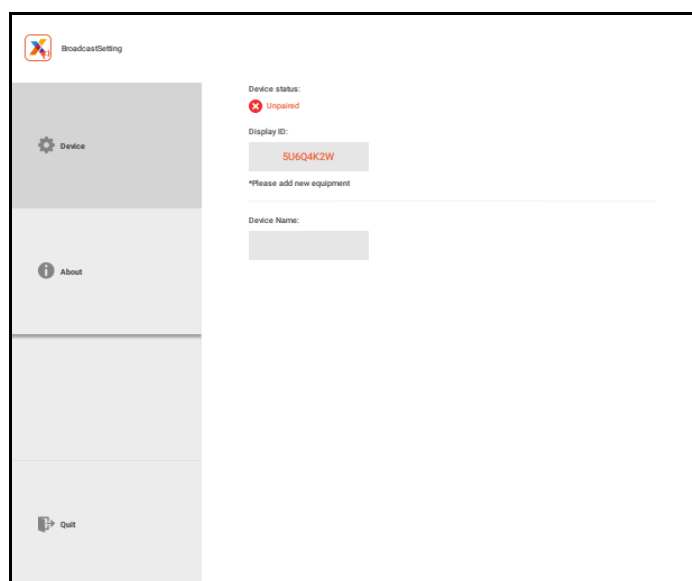 BroadcastSetting
Device
About
Quit
Device status:
Unpaired
Display ID:
5U6Q4K2W
*Please add new equipment
Device Name: